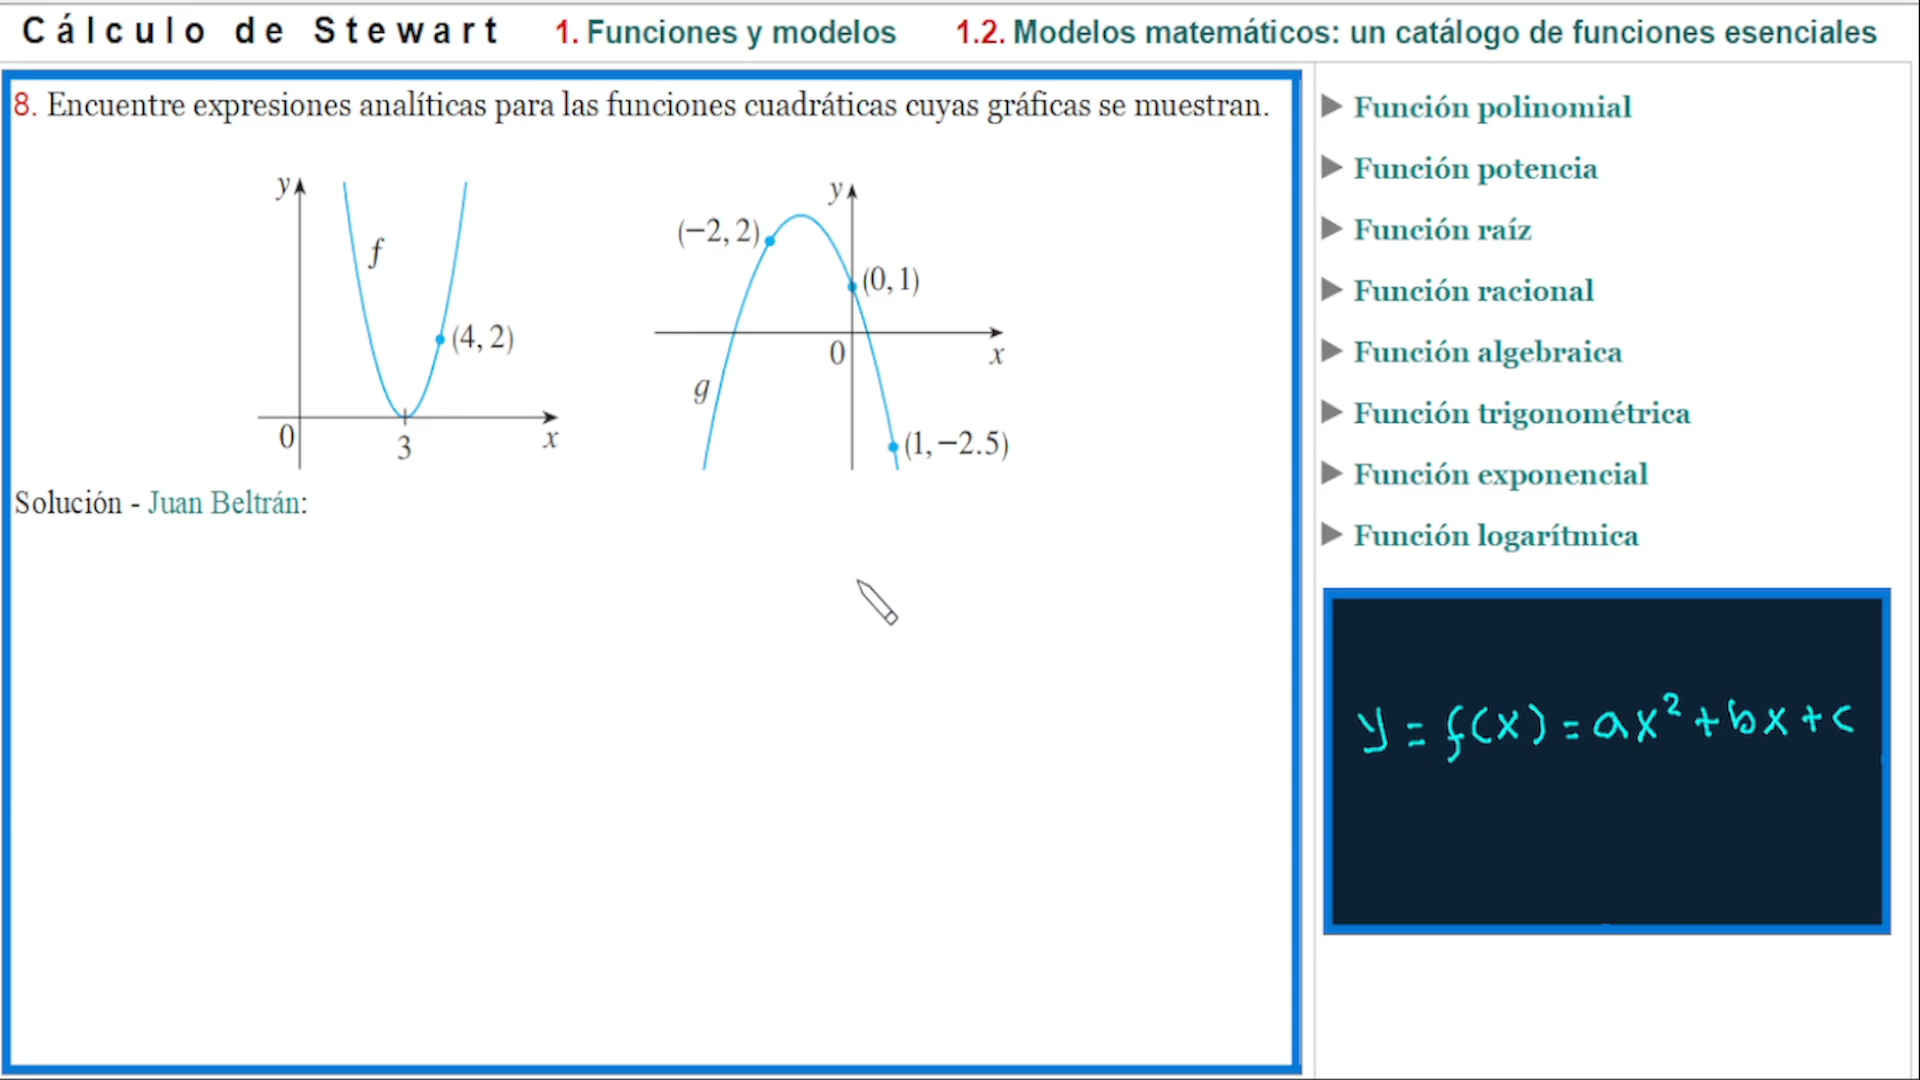 Cálculo de Stewart 1. Funciones y modelos 1.2. Modelos matemáticos: un catálogo de funciones esenciales
8. Encuentre expresiones analíticas para las funciones cuadráticas cuyas gráficas se muestran.
y
f
(4, 2)
0
3
x
y
(−2, 2)
(0, 1)
0
x
g
(1, −2.5)
Solución - Juan Beltrán:
Función polinomial
Función potencia
Función raíz
Función racional
Función algebraica
Función trigonométrica
Función exponencial
Función logarítmica
y = f(x) = ax² + bx + c